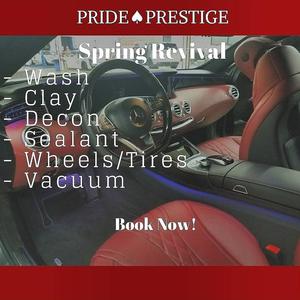 PRIDE♠PRESTIGE
Spring Revival
- Wash
- Clay
- Decon
- Sealant
- Wheels/Tires
- Vacuum
Book Now!